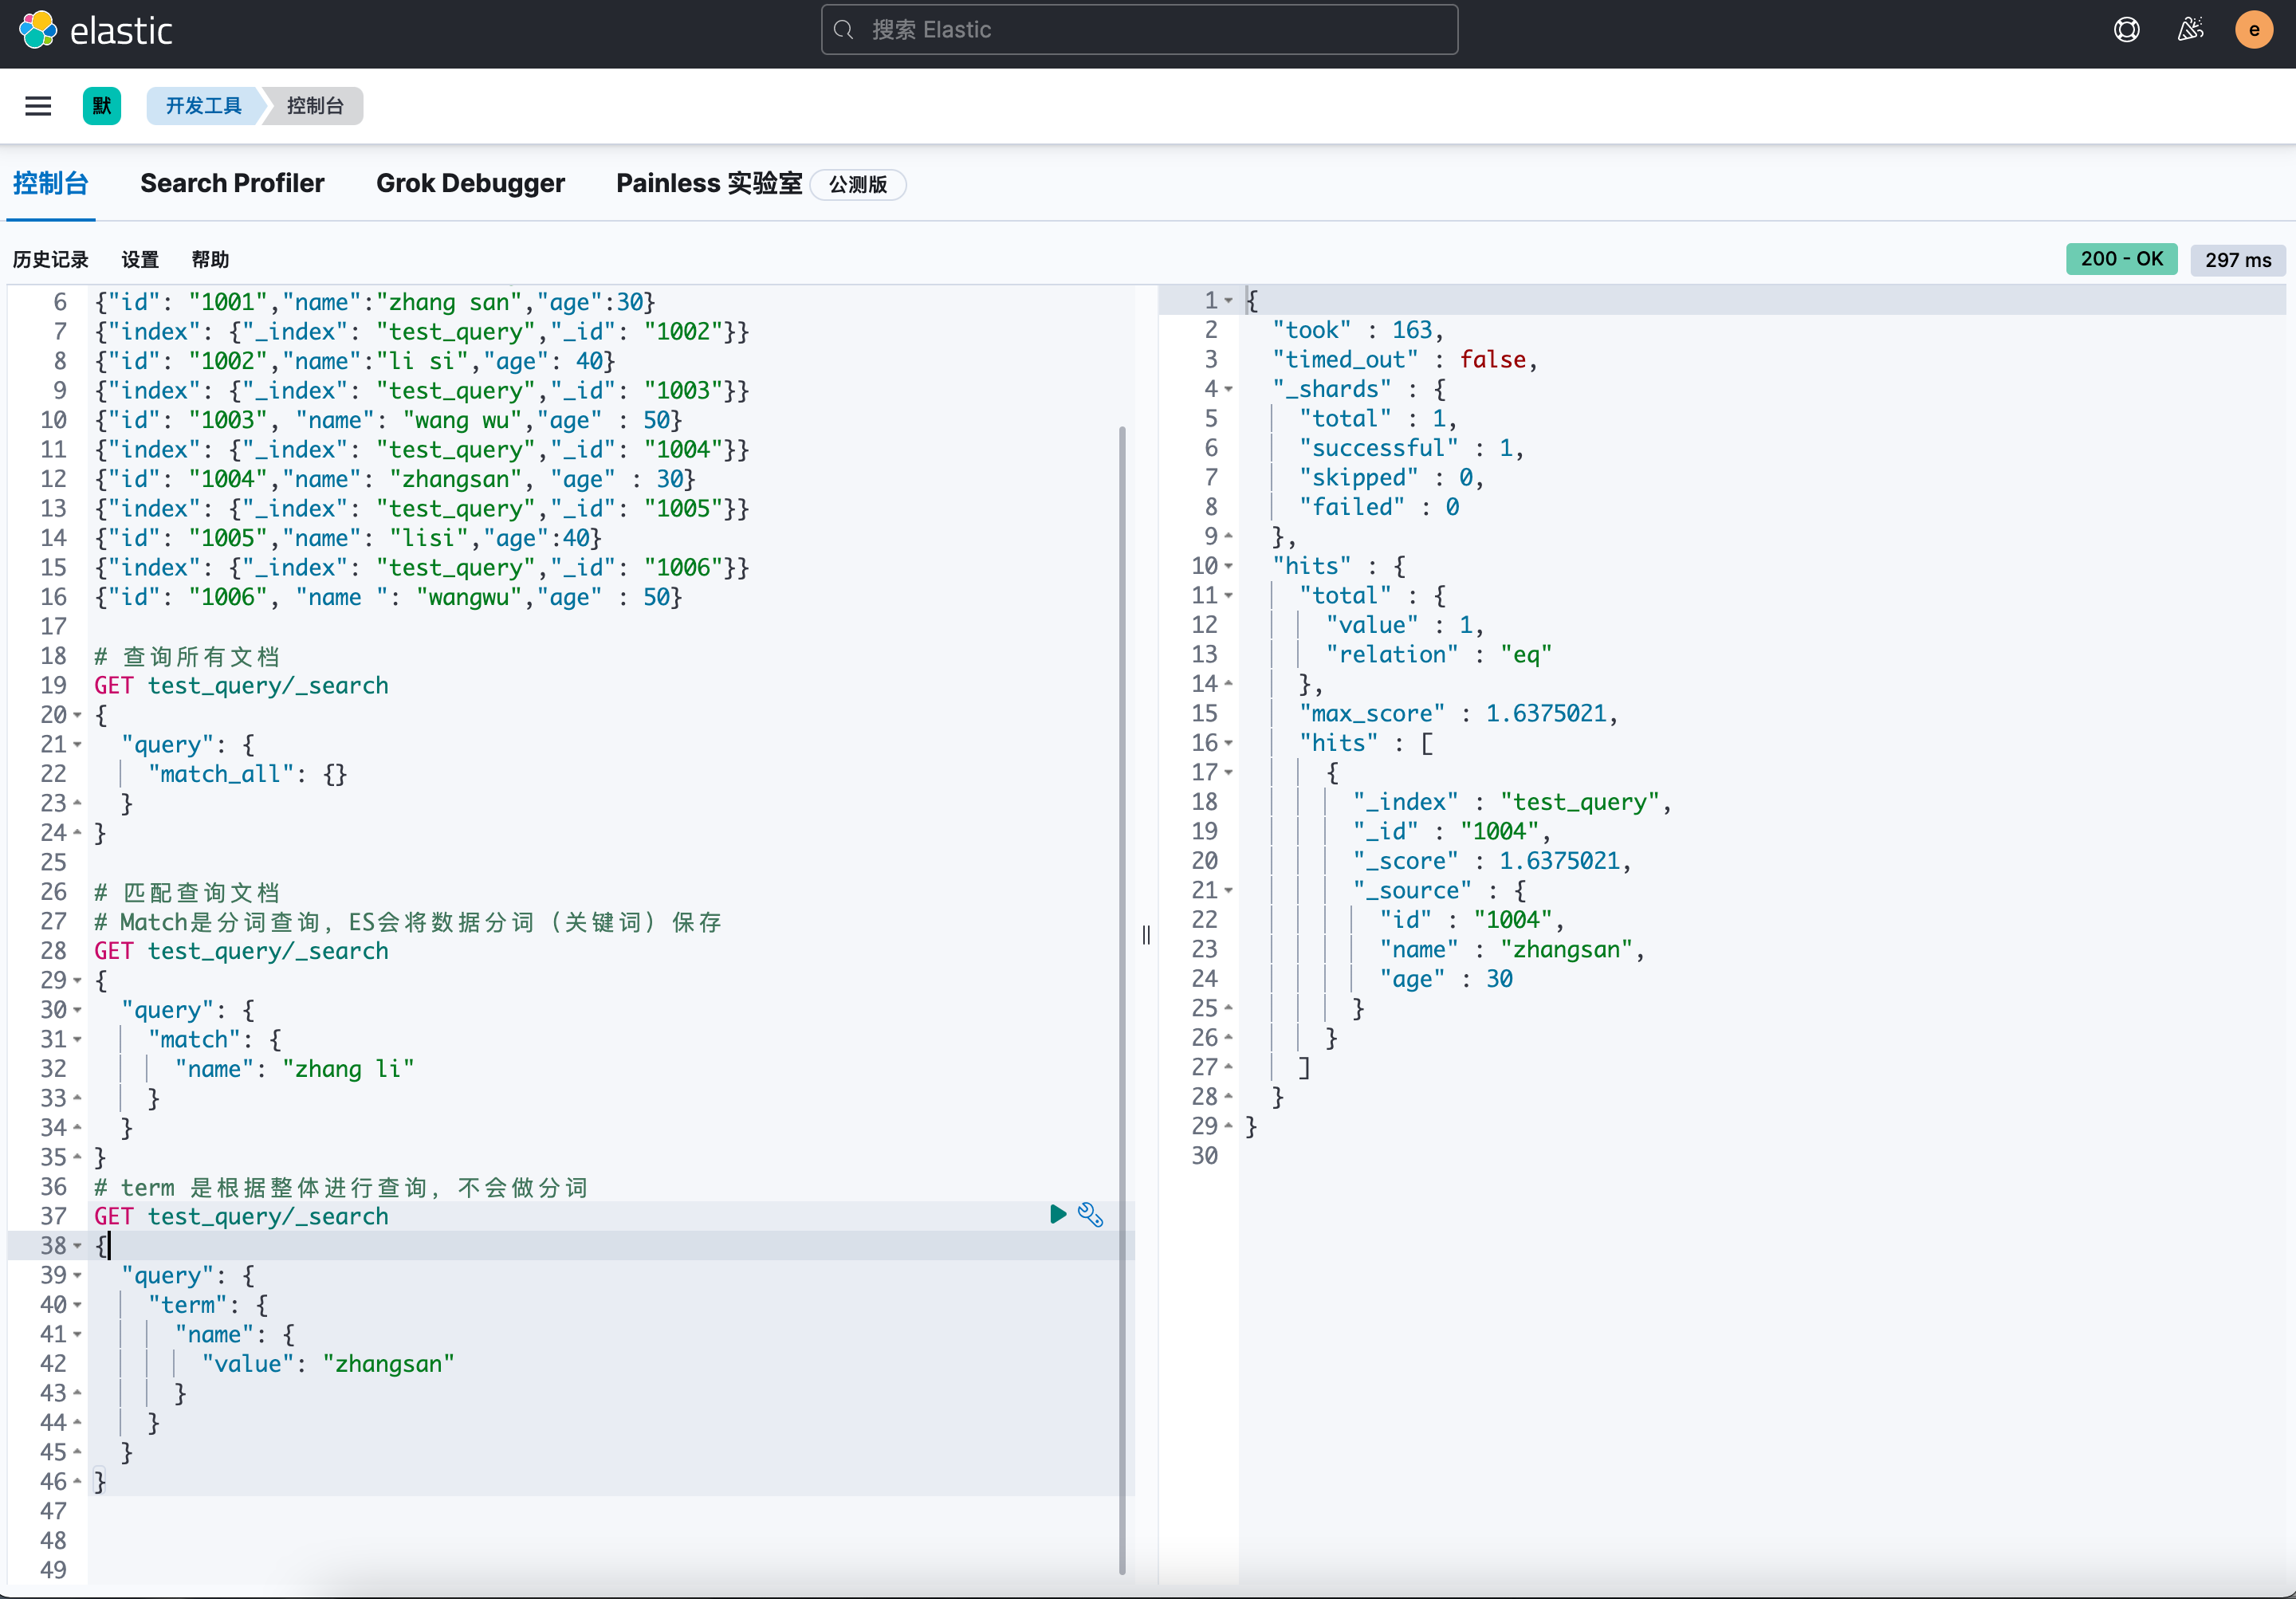 elastic
搜索 Elastic
e
默
开发工具
控制台
控制台
Search Profiler
Grok Debugger
Painless 实验室
公测版
历史记录
设置
帮助
200 - OK
297 ms
6 {"id": "1001","name":"zhang san","age":30}
7 {"index": {"_index": "test_query","_id": "1002"}}
8 {"id": "1002","name":"li si","age": 40}
9 {"index": {"_index": "test_query","_id": "1003"}}
10 {"id": "1003", "name": "wang wu","age" : 50}
11 {"index": {"_index": "test_query","_id": "1004"}}
12 {"id": "1004","name": "zhangsan", "age" : 30}
13 {"index": {"_index": "test_query","_id": "1005"}}
14 {"id": "1005","name": "lisi","age":40}
15 {"index": {"_index": "test_query","_id": "1006"}}
16 {"id": "1006", "name ": "wangwu","age" : 50}
17
18 # 查询所有文档
19 GET test_query/_search
20 {
21 "query": {
22 "match_all": {}
23 }
24 }
25
26 # 匹配查询文档
27 # Match是分词查询，ES会将数据分词（关键词）保存
28 GET test_query/_search
29 {
30 "query": {
31 "match": {
32 "name": "zhang li"
33 }
34 }
35 }
36 # term 是根据整体进行查询，不会做分词
37 GET test_query/_search
38 {
39 "query": {
40 "term": {
41 "name": {
42 "value": "zhangsan"
43 }
44 }
45 }
46 }
47
48
49
1 {
2 "took" : 163,
3 "timed_out" : false,
4 "_shards" : {
5 "total" : 1,
6 "successful" : 1,
7 "skipped" : 0,
8 "failed" : 0
9 },
10 "hits" : {
11 "total" : {
12 "value" : 1,
13 "relation" : "eq"
14 },
15 "max_score" : 1.6375021,
16 "hits" : [
17 {
18 "_index" : "test_query",
19 "_id" : "1004",
20 "_score" : 1.6375021,
21 "_source" : {
22 "id" : "1004",
23 "name" : "zhangsan",
24 "age" : 30
25 }
26 }
27 ]
28 }
29 }
30